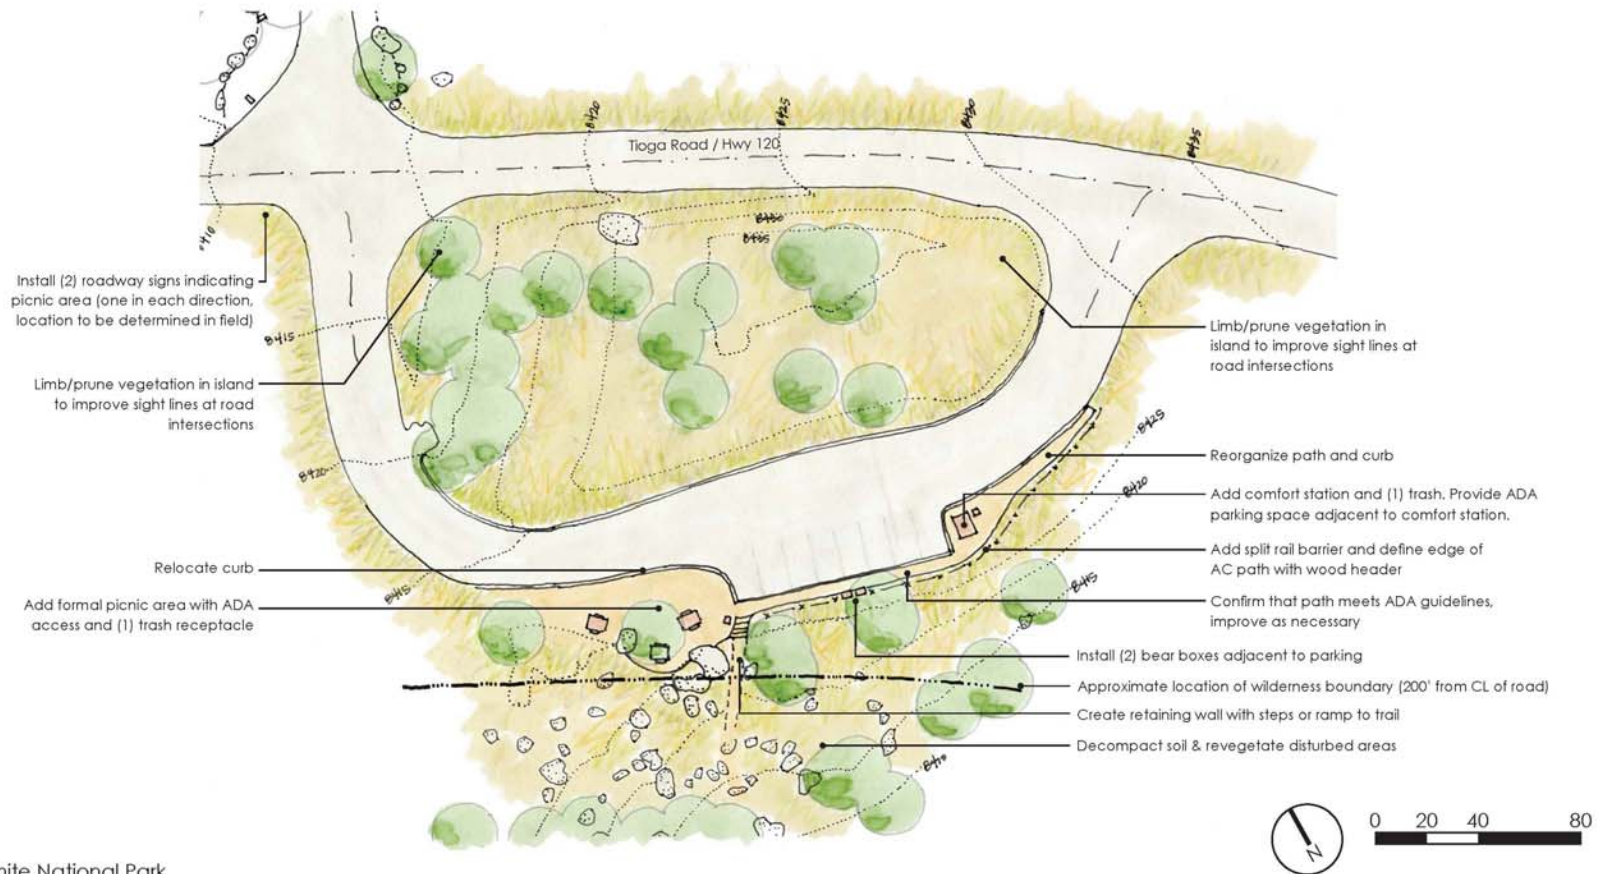 8420
8425
8430
8435
Tioga Road / Hwy 120
8410
8430
8435
Install (2) roadway signs indicating
picnic area (one in each direction,
location to be determined in field)
8415
Limb/prune vegetation in island
to improve sight lines at road
intersections
Limb/prune vegetation in
island to improve sight lines at
road intersections
8420
8425
Reorganize path and curb
8420
Add comfort station and (1) trash. Provide ADA
parking space adjacent to comfort station.
Add split rail barrier and define edge of
AC path with wood header
Relocate curb
8415
8415
Add formal picnic area with ADA
access and (1) trash receptacle
Confirm that path meets ADA guidelines,
improve as necessary
Install (2) bear boxes adjacent to parking
Approximate location of wilderness boundary (200' from CL of road)
Create retaining wall with steps or ramp to trail
Decompact soil & revegetate disturbed areas
8410
N
0 20 40 80
National Park